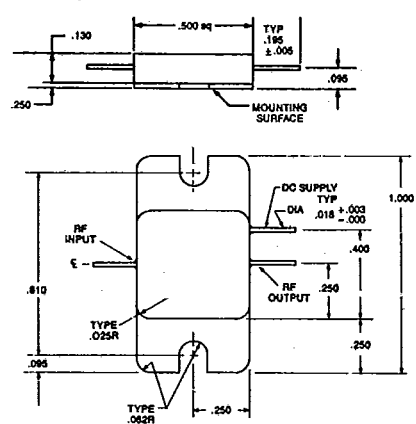 .500 sq
TYP
.195
± .005
.130
.095
.250
MOUNTING
SURFACE
DC SUPPLY
TYP
DIA
.018 +.003
-.000
1.000
RF
INPUT
.400
.810
RF
OUTPUT
.250
TYPE
.025R
.095
.250
TYPE
.062R
.250